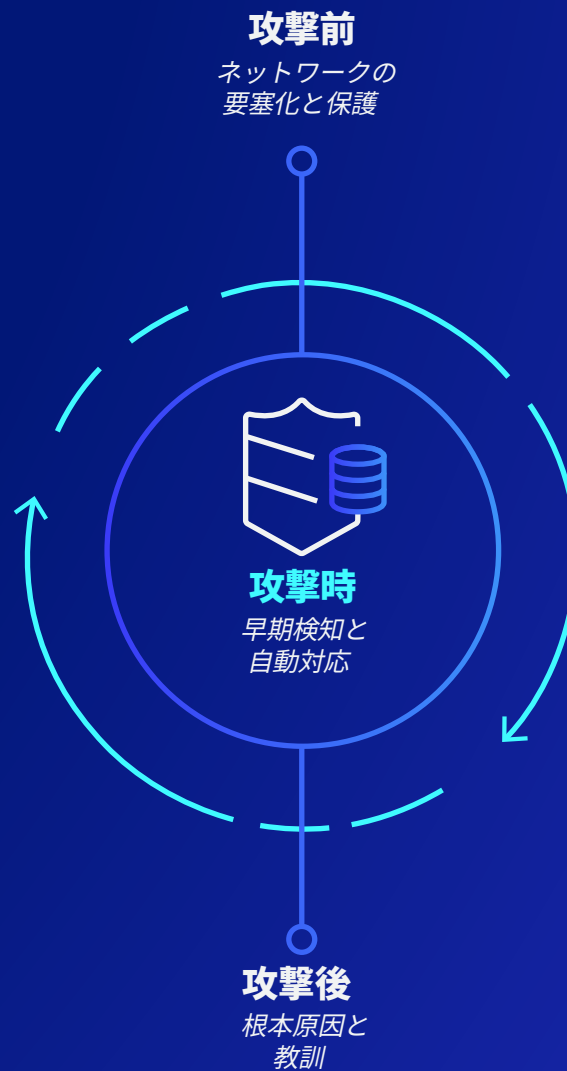 攻撃前
ネットワークの
要塞化と保護
攻撃時
早期検知と
自動対応
攻撃後
根本原因と
教訓